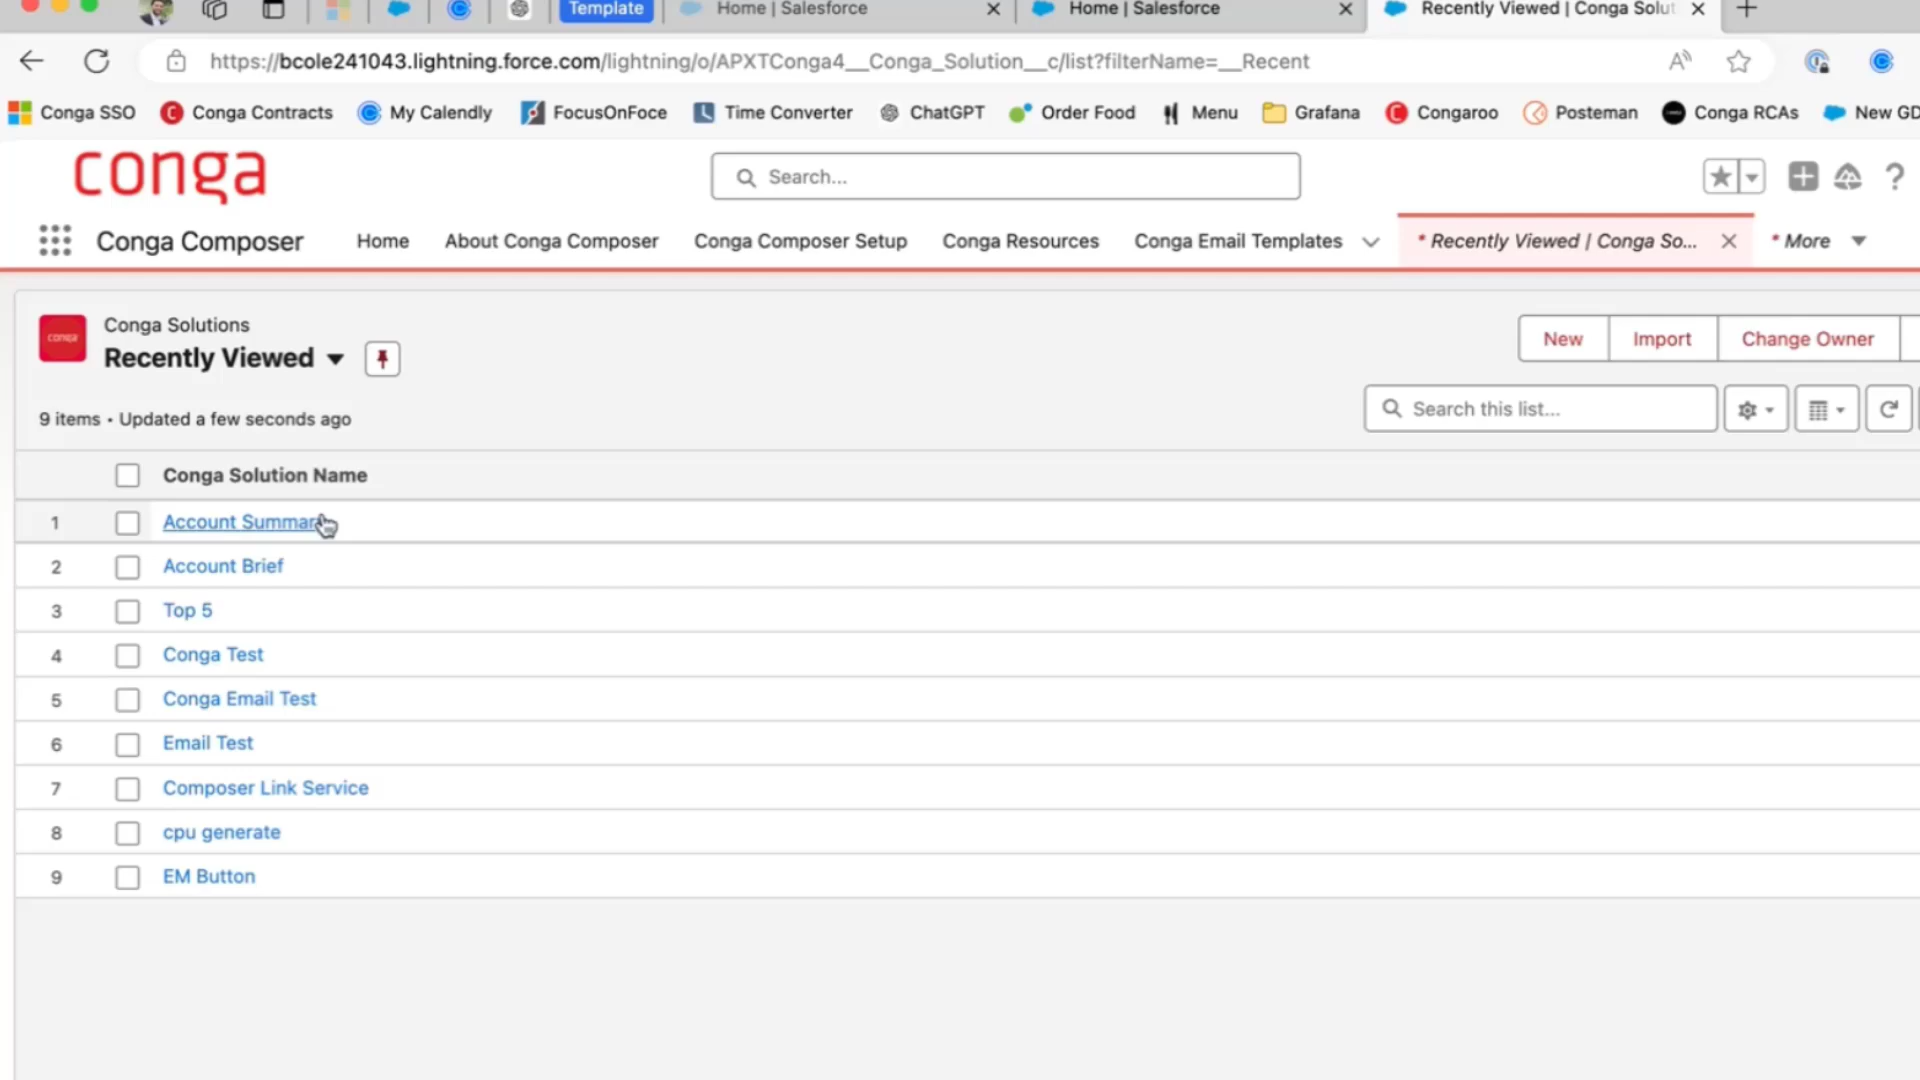 Template
Home | Salesforce
Home | Salesforce
Recently Viewed | Conga Solut
https://bcole241043.lightning.force.com/lightning/o/APXTConga4__Conga_Solution__c/list?filterName=__Recent
Conga SSO
Conga Contracts
My Calendly
FocusOnFoce
Time Converter
ChatGPT
Order Food
Menu
Grafana
Congaroo
Posteman
Conga RCAs
New GD
conga
Search...
Conga Composer
Home
About Conga Composer
Conga Composer Setup
Conga Resources
Conga Email Templates
* Recently Viewed | Conga So...
* More
conga
Conga Solutions
Recently Viewed
New
Import
Change Owner
9 items • Updated a few seconds ago
Search this list...
Conga Solution Name
1 Account Summar
2 Account Brief
3 Top 5
4 Conga Test
5 Conga Email Test
6 Email Test
7 Composer Link Service
8 cpu generate
9 EM Button